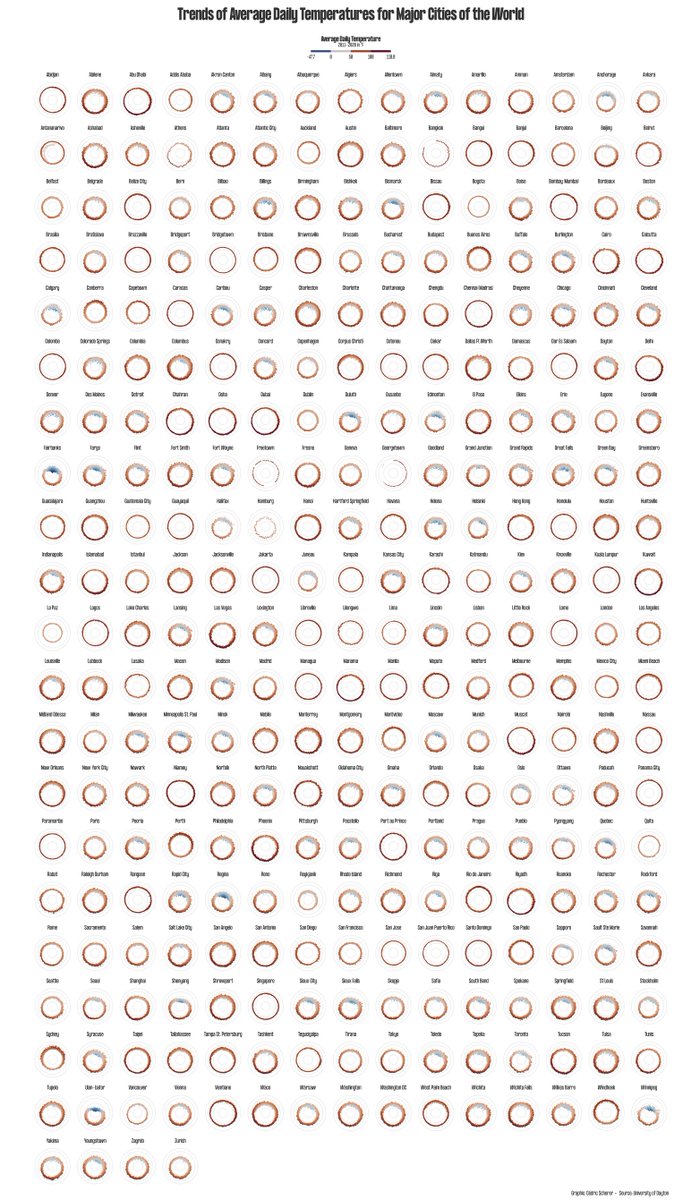 Trends of Average Daily Temperatures for Major Cities of the World
Average Daily Temperature
0 50 100
Abidjan Abilene Abu Dhabi Addis Ababa Akron Canton Albany Albuquerque Algiers Allentown Almaty Amarillo Amman Amsterdam Anchorage Ankara
Antananarivo Ashabad Asheville Athens Atlanta Atlantic City Auckland Austin Baltimore Bangkok Bangui Banjul Barcelona Beijing Beirut
Belfast Belgrade Belize City Bern Bilbao Billings Birmingham Bishkek Bismarck Bissau Bogota Boise Bombay (Mumbai) Bordeaux Boston
Brasilia Bratislava Brazzaville Bridgeport Bridgetown Brisbane Brownsville Brussels Bucharest Budapest Buenos Aires Buffalo Burlington Cairo Calcutta
Calgary Canberra Capetown Caracas Caribou Casper Charleston Charlotte Chattanooga Chengdu Chennai (Madras) Cheyenne Chicago Cincinnati Cleveland
Colombo Colorado Springs Columbia Columbus Conakry Concord Copenhagen Corpus Christi Cotonou Dakar Dallas Ft Worth Damascus Dar Es Salaam Dayton Delhi
Denver Des Moines Detroit Dhahran Doha Dubai Dublin Duluth Dusanbe Edmonton El Paso Elkins Erie Eugene Evansville
Fairbanks Fargo Flint Fort Smith Fort Wayne Freetown Fresno Geneva Georgetown Goodland Grand Junction Grand Rapids Great Falls Green Bay Greensboro
Guadalajara Guangzhou Guatemala City Guayaquil Halifax Hamburg Hanoi Hartford Springfield Havana Helena Helsinki Hong Kong Honolulu Houston Huntsville
Indianapolis Islamabad Istanbul Jackson Jacksonville Jakarta Juneau Kampala Kansas City Karachi Katmandu Kiev Knoxville Kuala Lumpur Kuwait
La Paz Lagos Lake Charles Lansing Las Vegas Lexington Libreville Lilongwe Lima Lincoln Lisbon Little Rock Lome London Los Angeles
Louisville Lubbock Lusaka Macon Madison Madrid Managua Manama Manila Maputo Medford Melbourne Memphis Mexico City Miami Beach
Midland Odessa Milan Milwaukee Minneapolis St. Paul Minsk Mobile Monterrey Montgomery Montvideo Moscow Munich Muscat Nairobi Nashville Nassau
New Orleans New York City Newark Niamey Norfolk North Platte Nouakchott Oklahoma City Omaha Orlando Osaka Oslo Ottawa Paducah Panama City
Paramaribo Paris Peoria Perth Philadelphia Phoenix Pittsburgh Pocatello Port au Prince Portland Prague Pueblo Pyongyang Quebec Quito
Rabat Raleigh Durham Rangoon Rapid City Regina Reno Reykjavik Rhode Island Richmond Riga Rio de Janeiro Riyadh Roanoke Rochester Rockford
Rome Sacramento Salem Salt Lake City San Angelo San Antonio San Diego San Francisco San Jose San Juan Puerto Rico Santo Domingo Sao Paulo Sapporo Sault Ste Marie Savannah
Seattle Seoul Shanghai Shenyang Shreveport Singapore Sioux City Sioux Falls Skopje Sofia South Bend Spokane Springfield St Louis Stockholm
Sydney Syracuse Taipei Tallahassee Tampa St. Petersburg Tashkent Tegucigalpa Tirana Tokyo Toledo Topeka Toronto Tucson Tulsa Tunis
Tupelo Ulan-bator Vancouver Vienna Vientiane Waco Warsaw Washington Washington DC West Palm Beach Wichita Wichita Falls Wilkes Barre Windhoek Winnipeg
Yakima Youngstown Zagreb Zurich
Graphic: Cédric Scherer • Source: University of Dayton